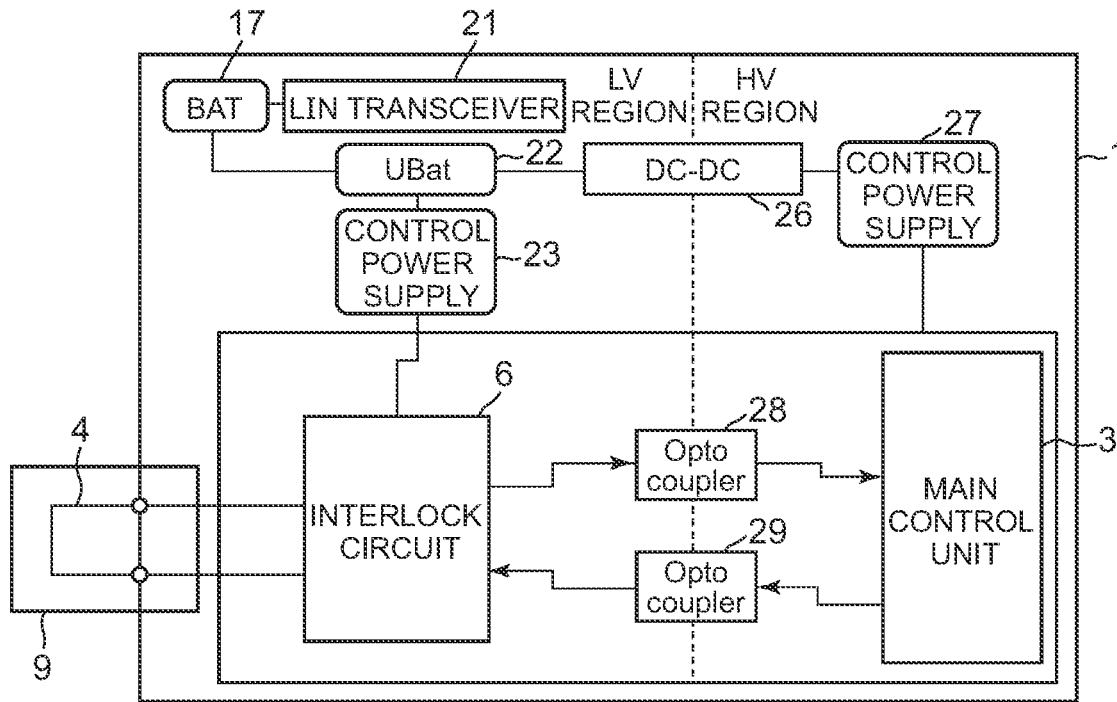 17
21
BAT
LIN TRANSCEIVER
LV
REGION
HV
REGION
22
27
UBat
DC-DC
26
CONTROL
POWER
SUPPLY
CONTROL
POWER
SUPPLY
23
6
28
4
Opto
coupler
3
INTERLOCK
CIRCUIT
MAIN
CONTROL
UNIT
29
Opto
coupler
9